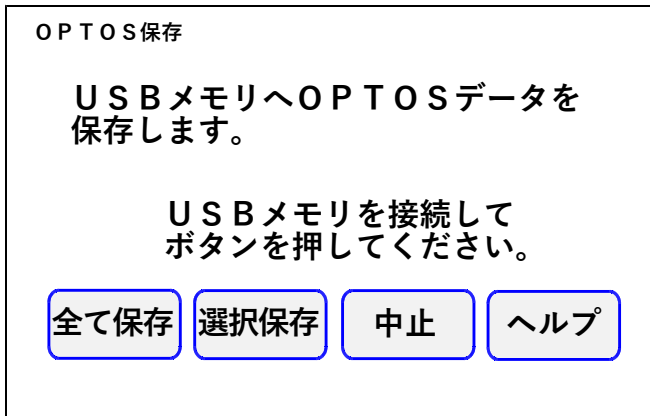 ＯＰＴＯＳ保存
ＵＳＢメモリへＯＰＴＯＳデータを
保存します。
ＵＳＢメモリを接続して
ボタンを押してください。
全て保存 選択保存 中止 ヘルプ